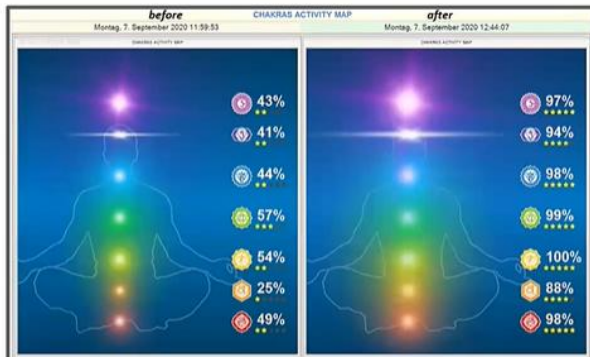 before CHAKRAS ACTIVITY MAP after
Montag, 7. September 2020 11:59:53 Montag, 7. September 2020 12:44:07
CHAKRAS ACTIVITY MAP CHAKRAS ACTIVITY MAP
43% 97%
41% 94%
44% 98%
57% 99%
54% 100%
25% 88%
49% 98%